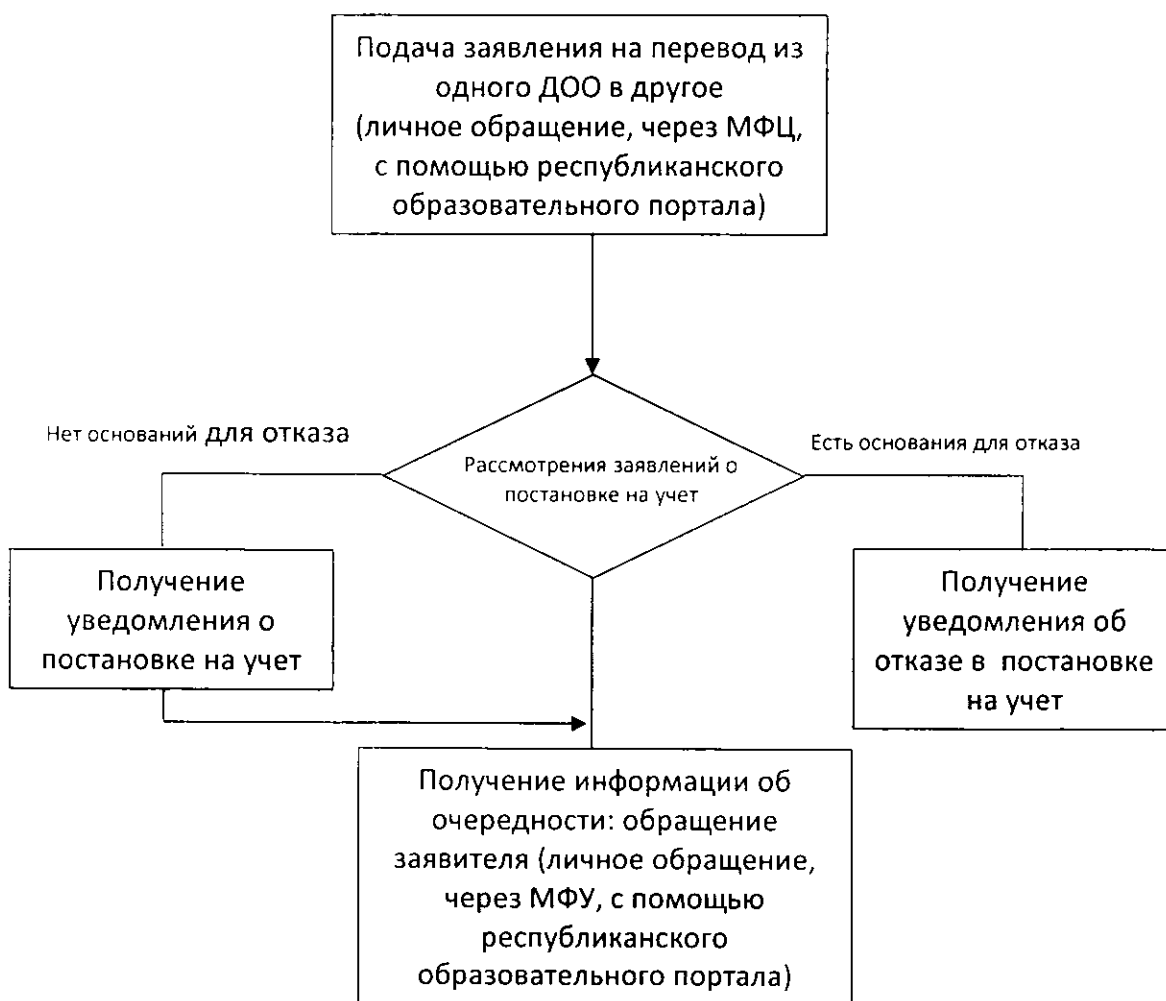 Подача заявления на перевод из
одного ДОО в другое
(личное обращение, через МФЦ,
с помощью республиканского
образовательного портала)
Нет оснований для отказа
Есть основания для отказа
Рассмотрения заявлений о
постановке на учет
Получение
уведомления о
постановке на учет
Получение
уведомления об
отказе в постановке
на учет
Получение информации об
очередности: обращение
заявителя (личное обращение,
через МФУ, с помощью
республиканского
образовательного портала)